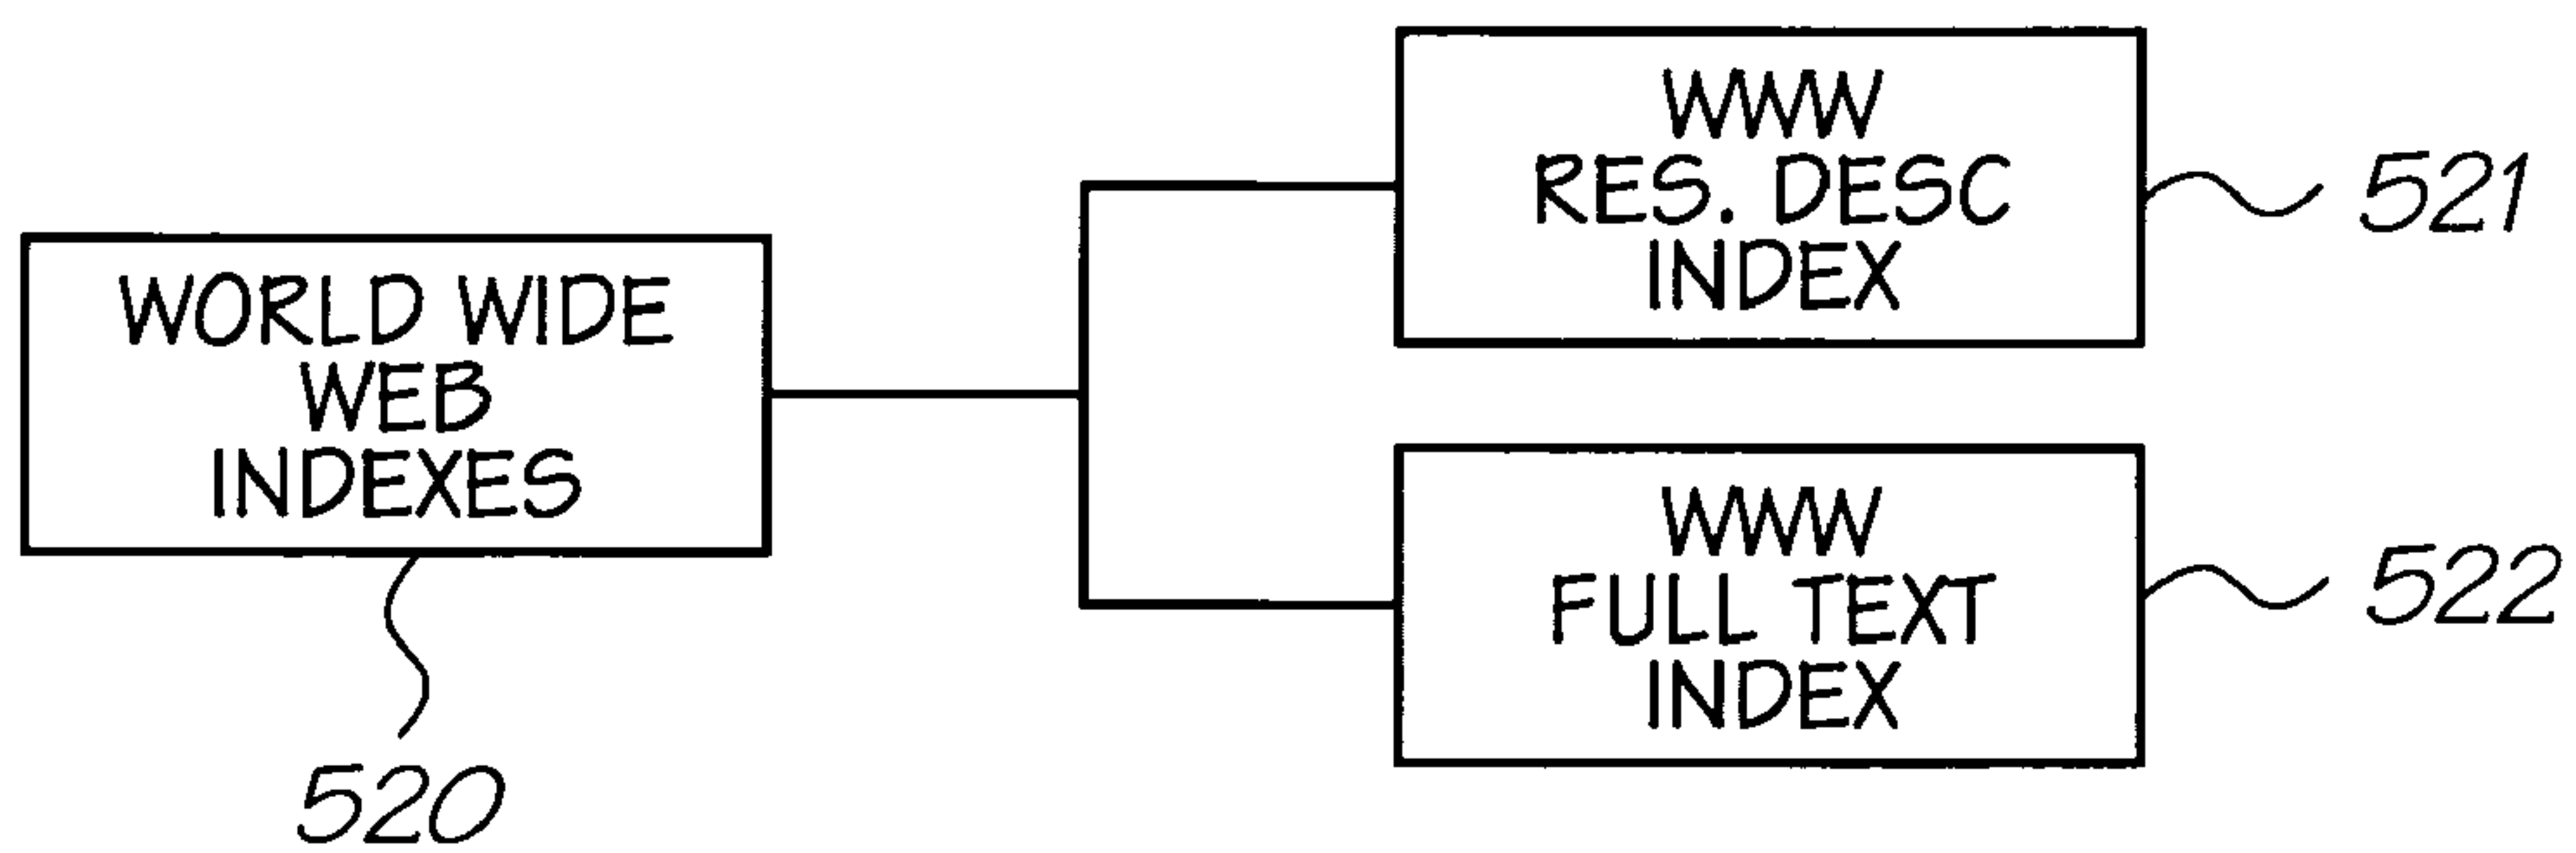 WORLD WIDE
WEB
INDEXES
520
WWW
RES. DESC
INDEX
521
WWW
FULL TEXT
INDEX
522